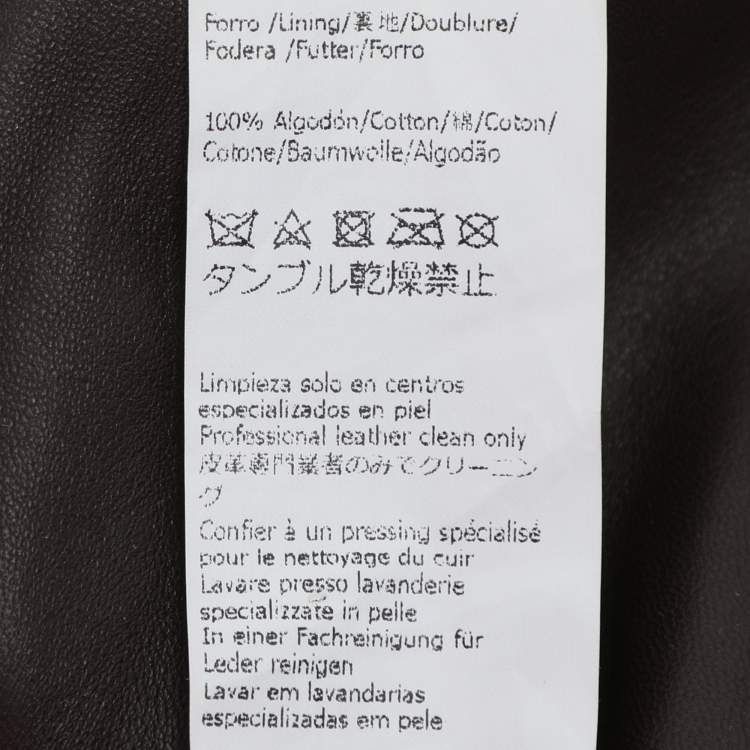 Forro /Lining/裏地/Doublure/
Fodera /Futter/Forro
100% Algodón/Cotton/綿/Coton/
Cotone/Baumwolle/Algodão
タンブル乾燥禁止
Limpieza solo en centros
especializados en piel
Professional leather clean only
皮革専門業者のみでクリーニン
グ
Confier à un pressing spécialisé
pour le nettoyage du cuir
Lavare presso lavanderie
specializzate in pelle
In einer Fachreinigung für
Leder reinigen
Lavar em lavandarias
especializadas em pele